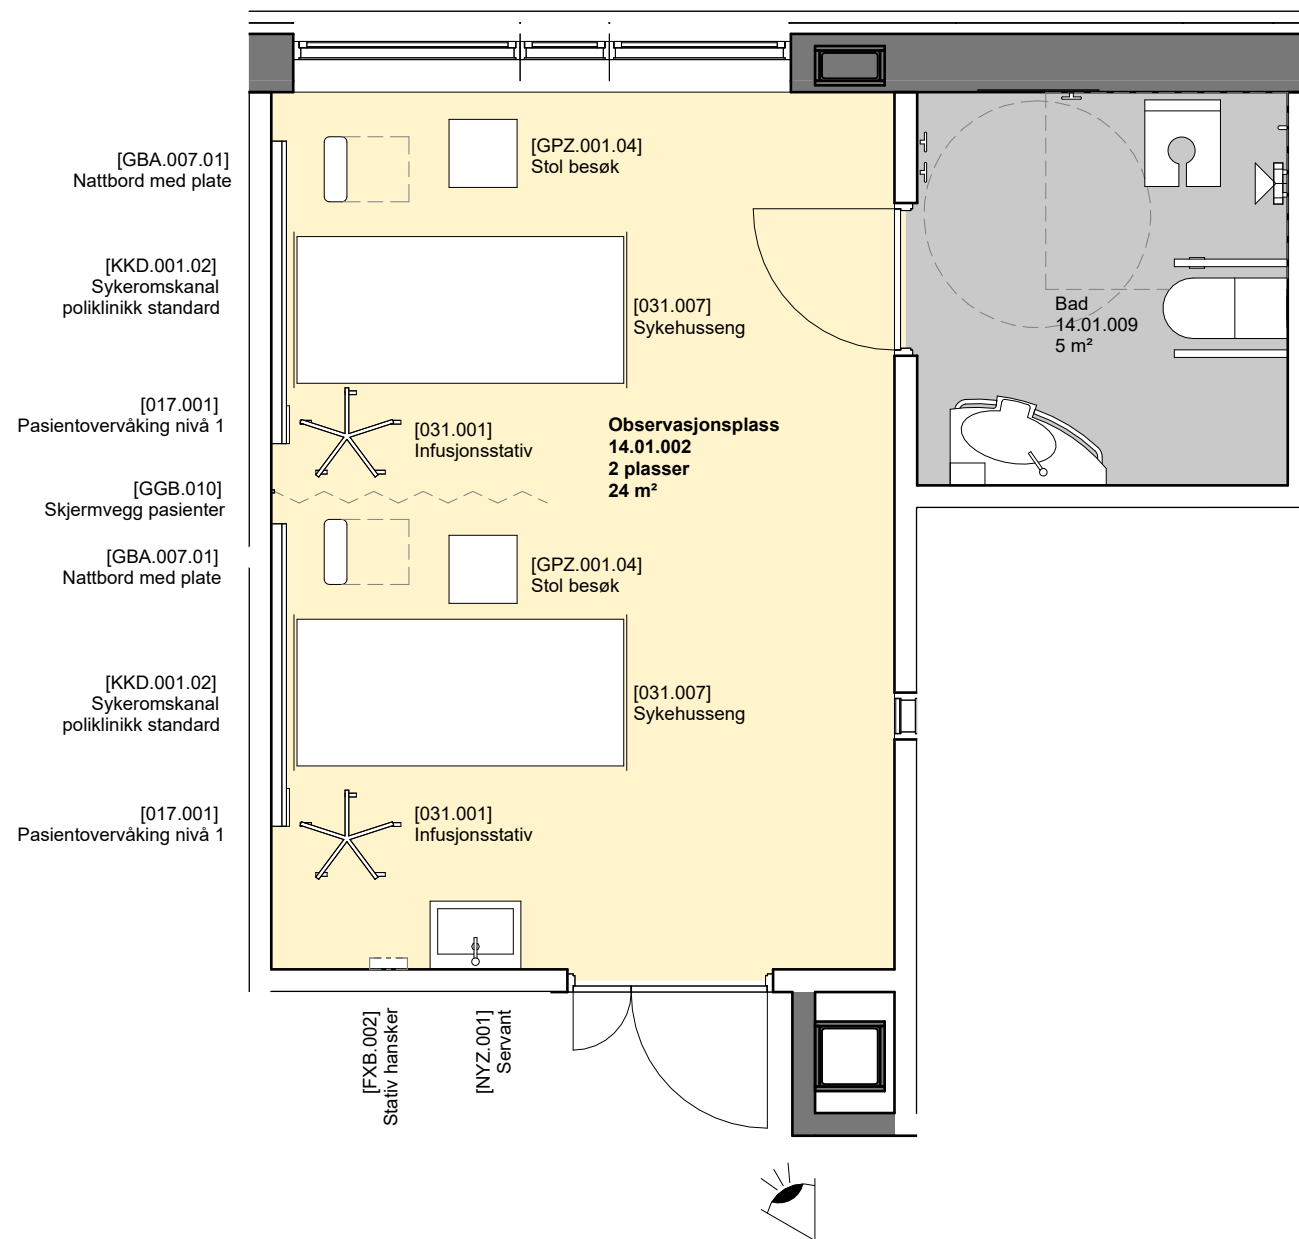 [GBA.007.01]
Nattbord med plate
[KKD.001.02]
Sykeromskanal
poliklinikk standard
[017.001]
Pasientovervåking nivå 1
[GGB.010]
Skjermvegg pasienter
[GBA.007.01]
Nattbord med plate
[KKD.001.02]
Sykeromskanal
poliklinikk standard
[017.001]
Pasientovervåking nivå 1
[GPZ.001.04]
Stol besøk
[031.007]
Sykehusseng
[031.001]
Infusjonsstativ
Observasjonsplass
14.01.002
2 plasser
24 m²
[GPZ.001.04]
Stol besøk
[031.007]
Sykehusseng
[031.001]
Infusjonsstativ
Bad
14.01.009
5 m²
[FXB.002]
Stativ hansker
[NYZ.001]
Servant